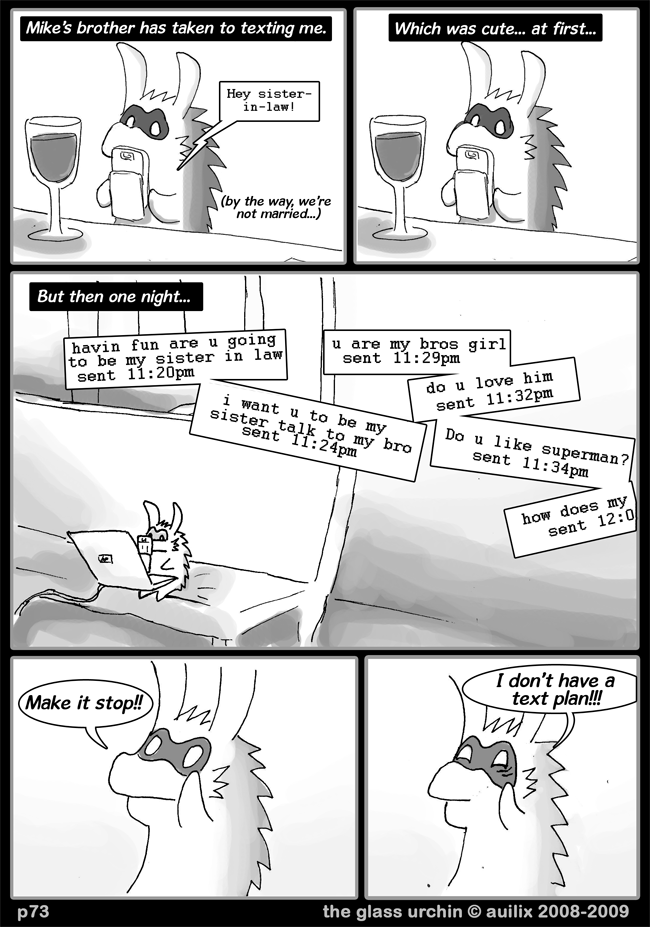 Mike's brother has taken to texting me.
Hey sister-
in-law!
(by the way, we're
not married...)
Which was cute... at first...
But then one night...
havin fun are u going
to be my sister in law
sent 11:20pm
i want u to be my
sister talk to my bro
sent 11:24pm
u are my bros girl
sent 11:29pm
do u love him
sent 11:32pm
Do u like superman?
sent 11:34pm
how does my
sent 12:0
Make it stop!!
I don't have a
text plan!!!
p73
the glass urchin © auilix 2008-2009